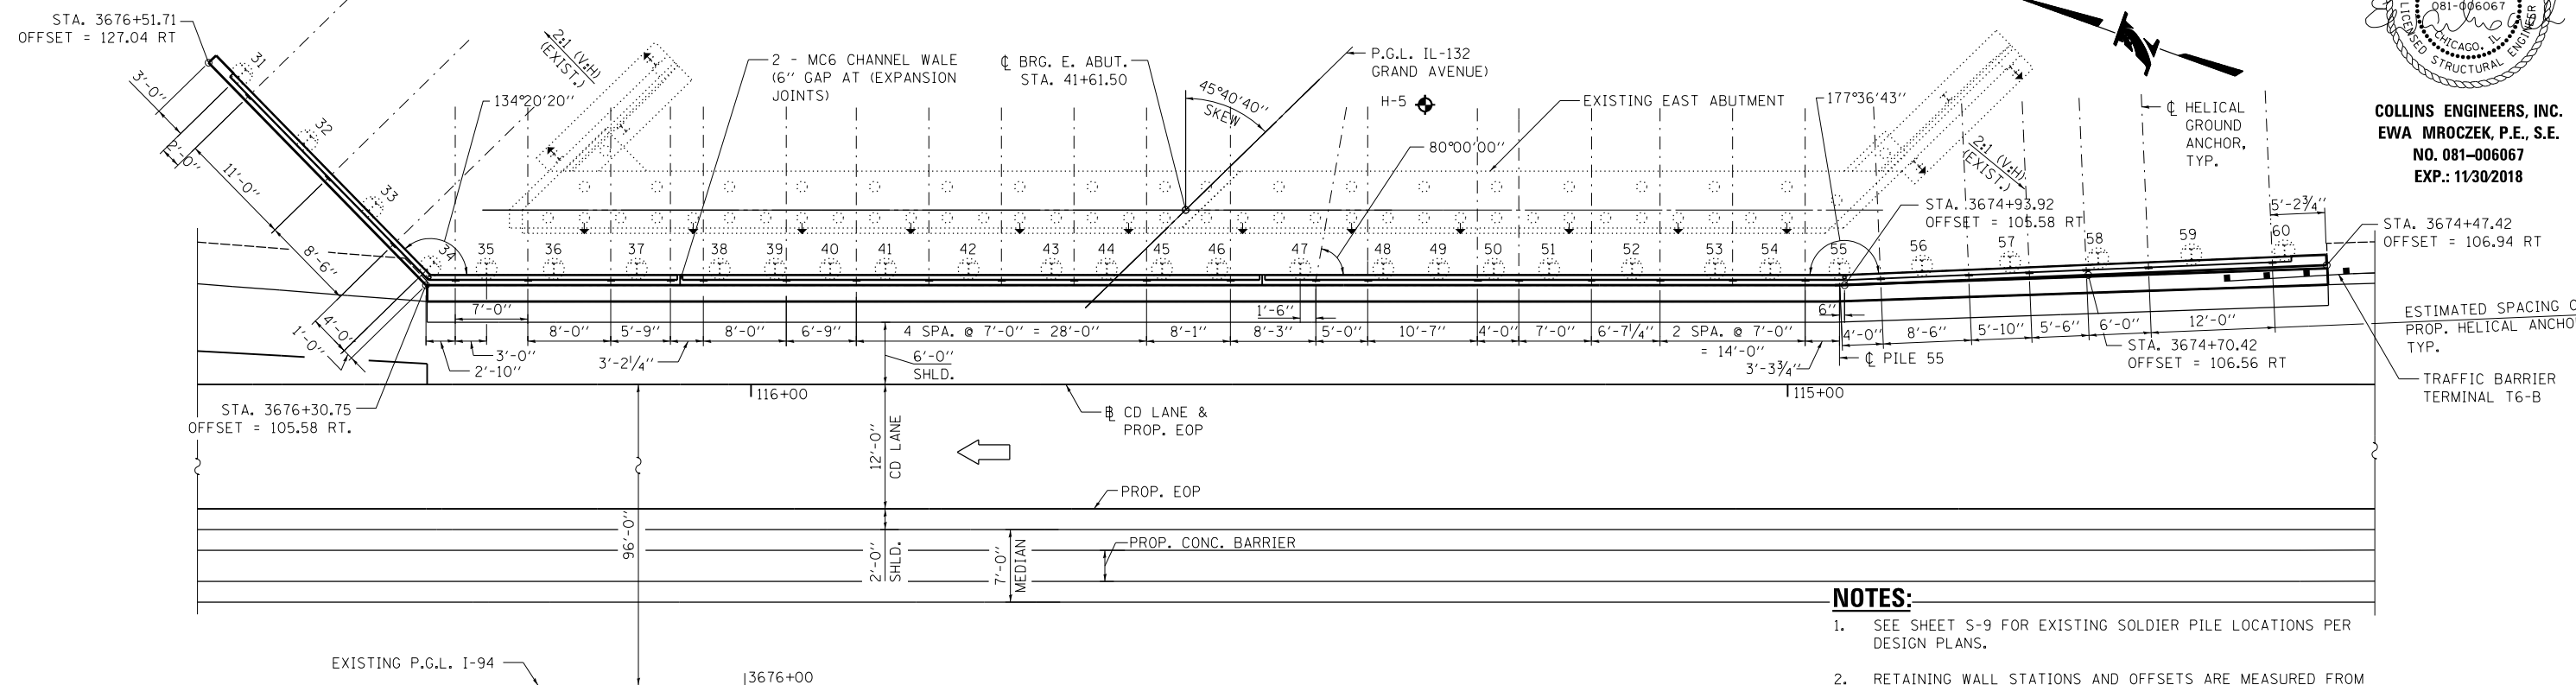 STA. 3676+51.71
OFFSET = 127.04 RT
31
32
33
34
3'-0"
2'-0"
11'-0"
8'-6"
4'-0"
1'-0"
2:1 (V:H)
(EXIST.)
134°20'20"
2 - MC6 CHANNEL WALE
(6" GAP AT (EXPANSION
JOINTS)
℄ BRG. E. ABUT.
STA. 41+61.50
45°40'40"
SKEW
P.G.L. IL-132
GRAND AVENUE)
H-5
EXISTING EAST ABUTMENT
80°00'00"
177°36'43"
2:1 (V:H)
(EXIST.)
℄ HELICAL
GROUND
ANCHOR,
TYP.
081-006067
CHICAGO, IL
LICENSED STRUCTURAL ENGINEER
COLLINS ENGINEERS, INC.
EWA MROCZEK, P.E., S.E.
NO. 081-006067
EXP.: 11/30/2018
STA. 3674+93.92
OFFSET = 105.58 RT
5'-2¾"
STA. 3674+47.42
OFFSET = 106.94 RT
35 36 37 38 39 40 41 42 43 44 45 46 47 48 49 50 51 52 53 54 55 56 57 58 59 60
7'-0"
8'-0" 5'-9" 8'-0" 6'-9" 4 SPA. @ 7'-0" = 28'-0" 8'-1" 8'-3" 5'-0" 10'-7" 4'-0" 7'-0" 6'-7¼" 2 SPA. @ 7'-0"
= 14'-0"
1'-6"
6"
4'-0" 8'-6" 5'-10" 5'-6" 6'-0" 12'-0"
3'-0"
2'-10"
3'-2¼"
3'-3¾"
℄ PILE 55
6'-0"
SHLD.
ESTIMATED SPACING O
PROP. HELICAL ANCHO
TYP.
STA. 3674+70.42
OFFSET = 106.56 RT
TRAFFIC BARRIER
TERMINAL T6-B
STA. 3676+30.75
OFFSET = 105.58 RT.
116+00
115+00
B CD LANE &
PROP. EOP
12'-0"
CD LANE
PROP. EOP
96'-0"
2'-0"
SHLD.
7'-0"
MEDIAN
PROP. CONC. BARRIER
EXISTING P.G.L. I-94
3676+00
NOTES:
1. SEE SHEET S-9 FOR EXISTING SOLDIER PILE LOCATIONS PER
DESIGN PLANS.
2. RETAINING WALL STATIONS AND OFFSETS ARE MEASURED FROM